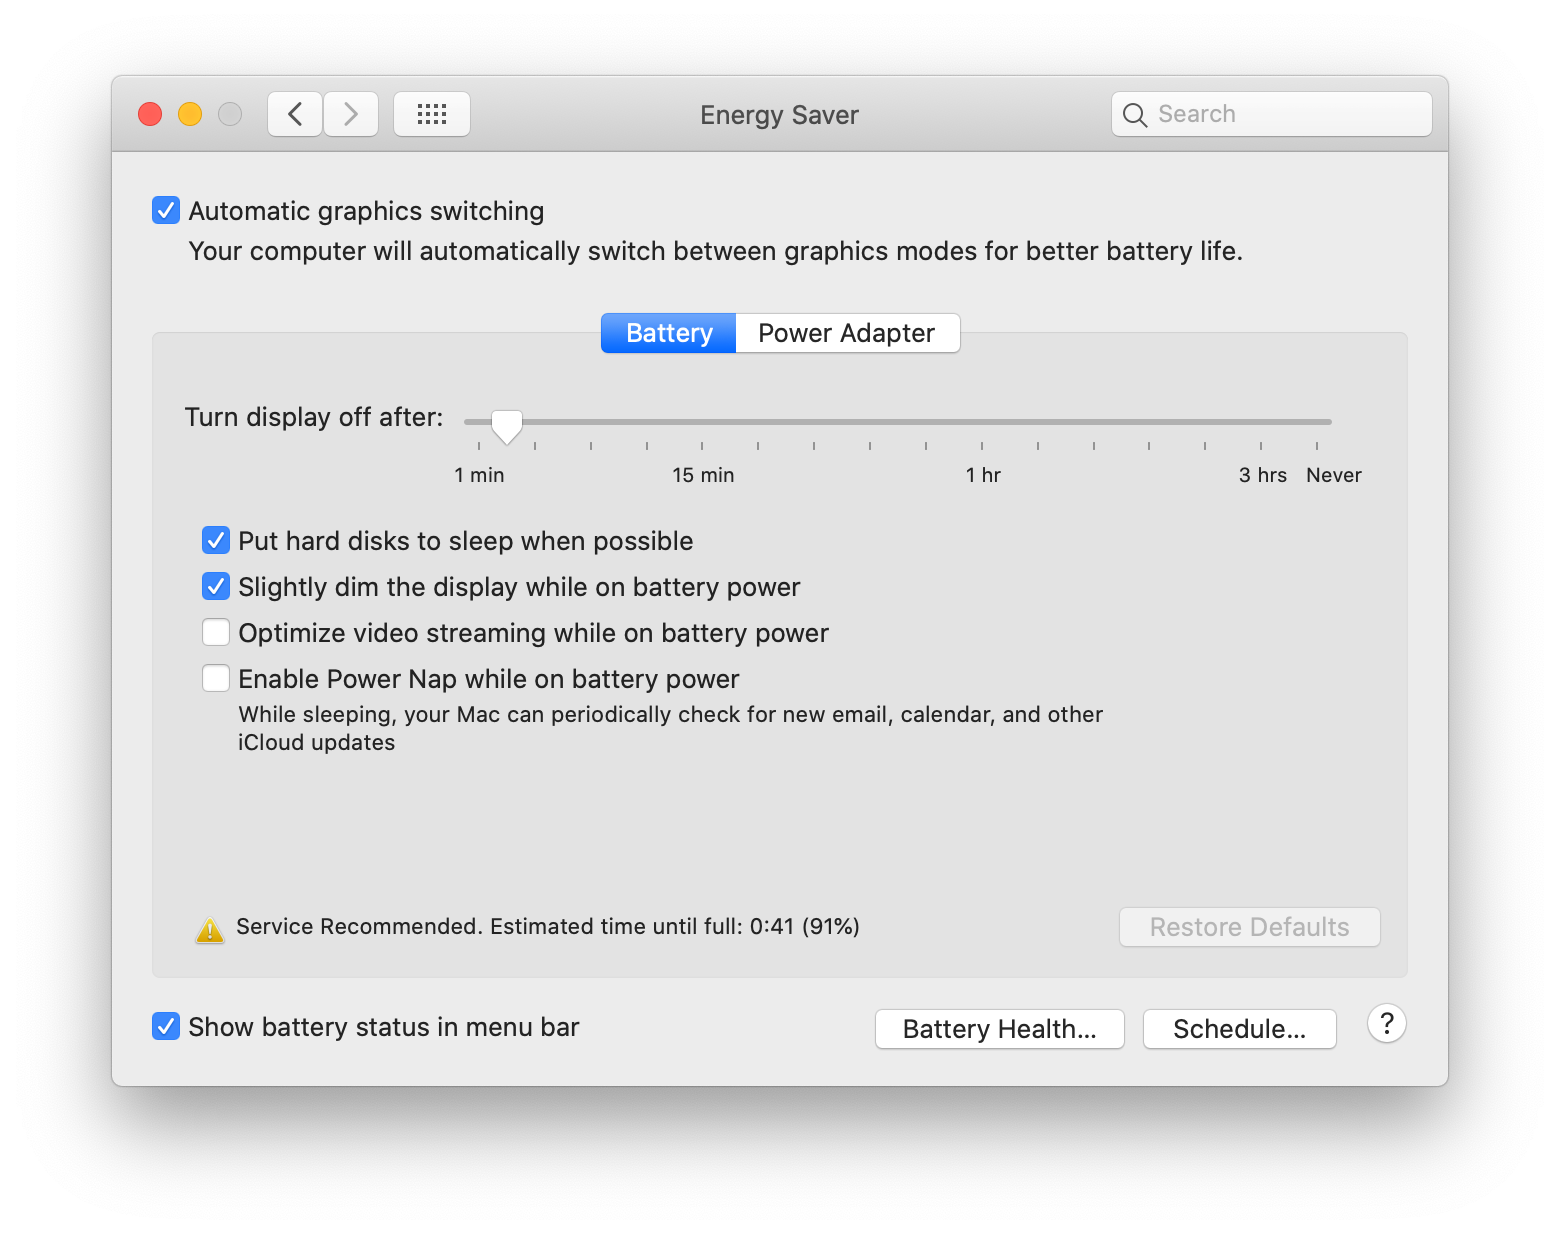 Energy Saver
Search
Automatic graphics switching
Your computer will automatically switch between graphics modes for better battery life.
Battery
Power Adapter
Turn display off after:
1 min
15 min
1 hr
3 hrs
Never
Put hard disks to sleep when possible
Slightly dim the display while on battery power
Optimize video streaming while on battery power
Enable Power Nap while on battery power
While sleeping, your Mac can periodically check for new email, calendar, and other
iCloud updates
Service Recommended. Estimated time until full: 0:41 (91%)
Restore Defaults
Show battery status in menu bar
Battery Health...
Schedule...
?